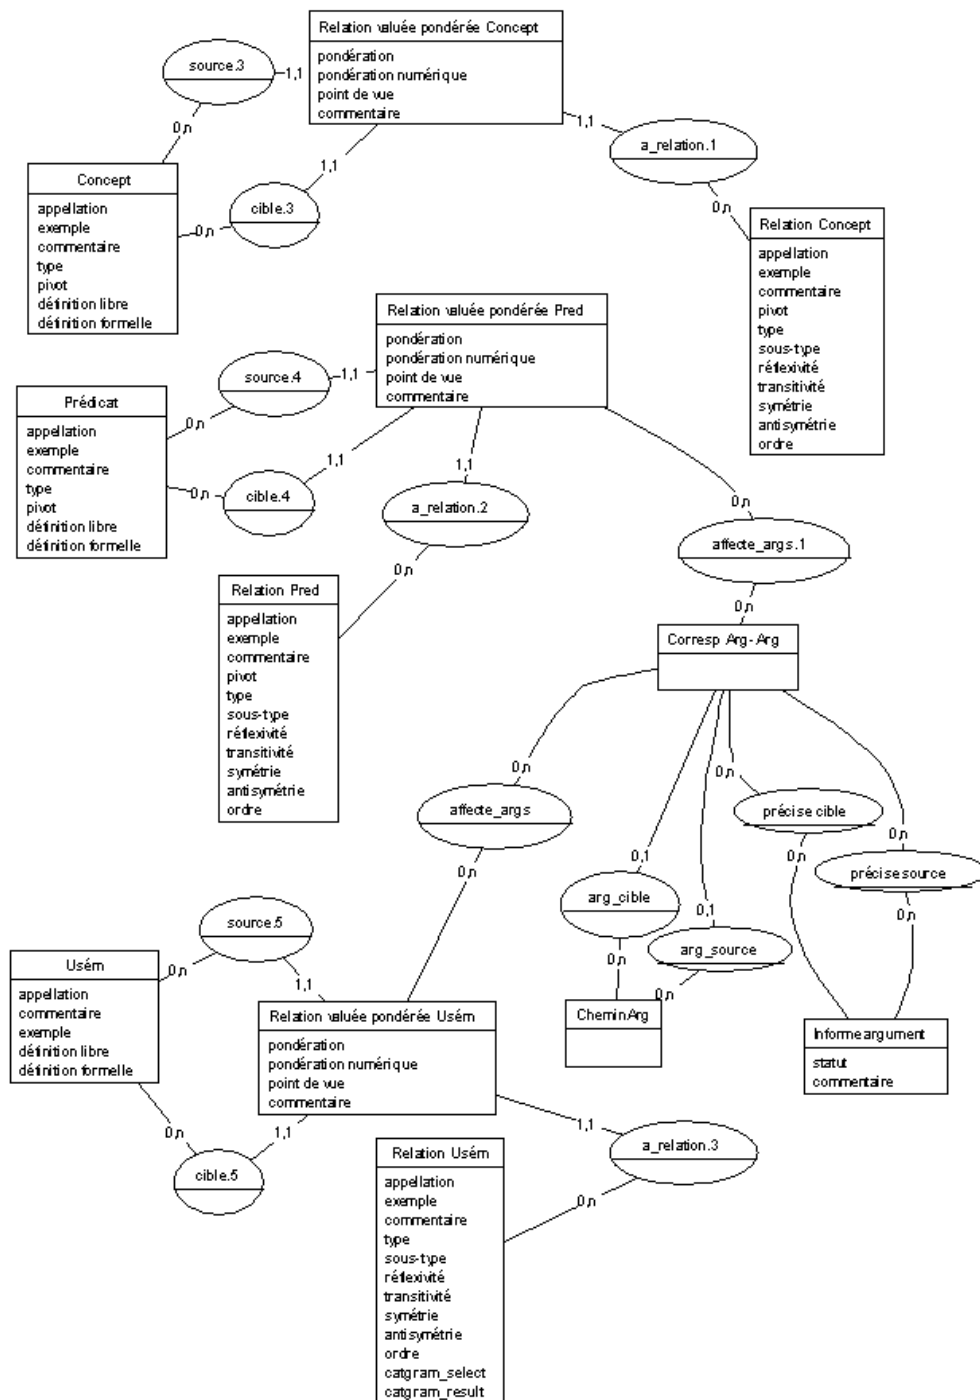 Relation valuée pondérée Concept
pondération
pondération numérique
point de vue
commentaire
source.3
1,1
0,n
1,1
1,1
a_relation.1
0,n
Concept
appellation
exemple
commentaire
type
pivot
définition libre
définition formelle
cible.3
0,n
Relation Concept
appellation
exemple
commentaire
pivot
type
sous-type
réflexivité
transitivité
symétrie
antisymétrie
ordre
Relation valuée pondérée Pred
pondération
pondération numérique
point de vue
commentaire
source.4
1,1
0,n
Prédicat
appellation
exemple
commentaire
type
pivot
définition libre
définition formelle
1,1
0,n
cible.4
1,1
a_relation.2
0,n
0,n
affecte_args.1
0,n
Relation Pred
appellation
exemple
commentaire
pivot
type
sous-type
réflexivité
transitivité
symétrie
antisymétrie
ordre
Corresp Arg-Arg
0,n
affecte_args
0,n
0,n
précise cible
0,n
0,n
précise source
0,n
0,1
arg_cible
0,n
0,1
arg_source
0,n
source.5
0,n
1,1
Usém
appellation
commentaire
exemple
définition libre
définition formelle
Relation valuée pondérée Usém
pondération
pondération numérique
point de vue
commentaire
CheminArg
Informe argument
statut
commentaire
0,n
1,1
cible.5
1,1
a_relation.3
0,n
Relation Usém
appellation
exemple
commentaire
type
sous-type
réflexivité
transitivité
symétrie
antisymétrie
ordre
catgram_select
catgram_result